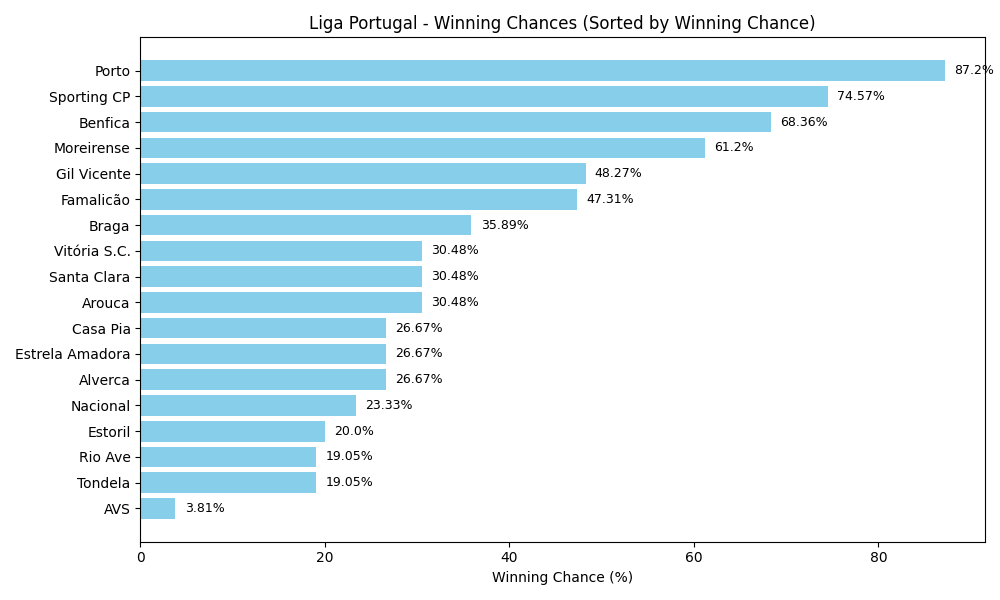 Liga Portugal - Winning Chances (Sorted by Winning Chance)
Porto 87.2%
Sporting CP 74.57%
Benfica 68.36%
Moreirense 61.2%
Gil Vicente 48.27%
Famalicão 47.31%
Braga 35.89%
Vitória S.C. 30.48%
Santa Clara 30.48%
Arouca 30.48%
Casa Pia 26.67%
Estrela Amadora 26.67%
Alverca 26.67%
Nacional 23.33%
Estoril 20.0%
Rio Ave 19.05%
Tondela 19.05%
AVS 3.81%
0 20 40 60 80
Winning Chance (%)